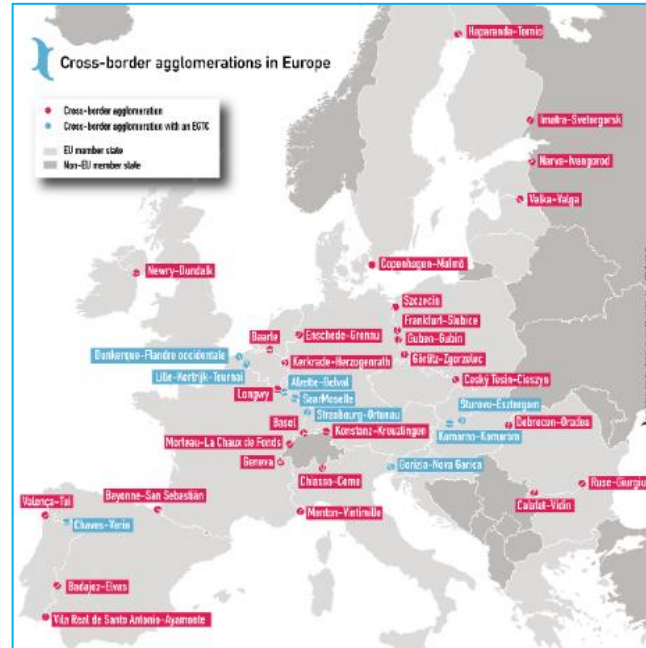 Cross-border agglomerations in Europe
Cross-border agglomeration
Cross-border agglomeration with an EGTC
EU member state
Non-EU member state
Haparanda-Tornio
Imatra-Svetorgorsk
Narva-Ivangorod
Valka-Valga
Copenhagen-Malmö
Newry-Dundalk
Szczecin
Frankfurt-Slubice
Guben-Gubin
Görlitz-Zgorzelec
Baarle
Enschede-Gronau
Dunkerque-Flandre occidentale
Kerkrade-Herzogenrath
Lille-Kortrijk-Tournai
Alzette-Belval
Longwy
SaarMoselle
Strasbourg-Ortenau
Český Tesín-Cieszyn
Sturovo-Esztergom
Basel
Konstanz-Kreuzlingen
Debrecen-Oradea
Komarno-Komarom
Morteau-La Chaux de Fonds
Geneva
Gorizia-Nova Gorica
Chiasso-Como
Ruse-Giurgiu
Bayonne-San Sebastián
Menton-Vintimille
Calafat-Vidin
Valença-Tui
Chaves-Verin
Badajoz-Elvas
Vila Real de Santo Antonio-Ayamonte